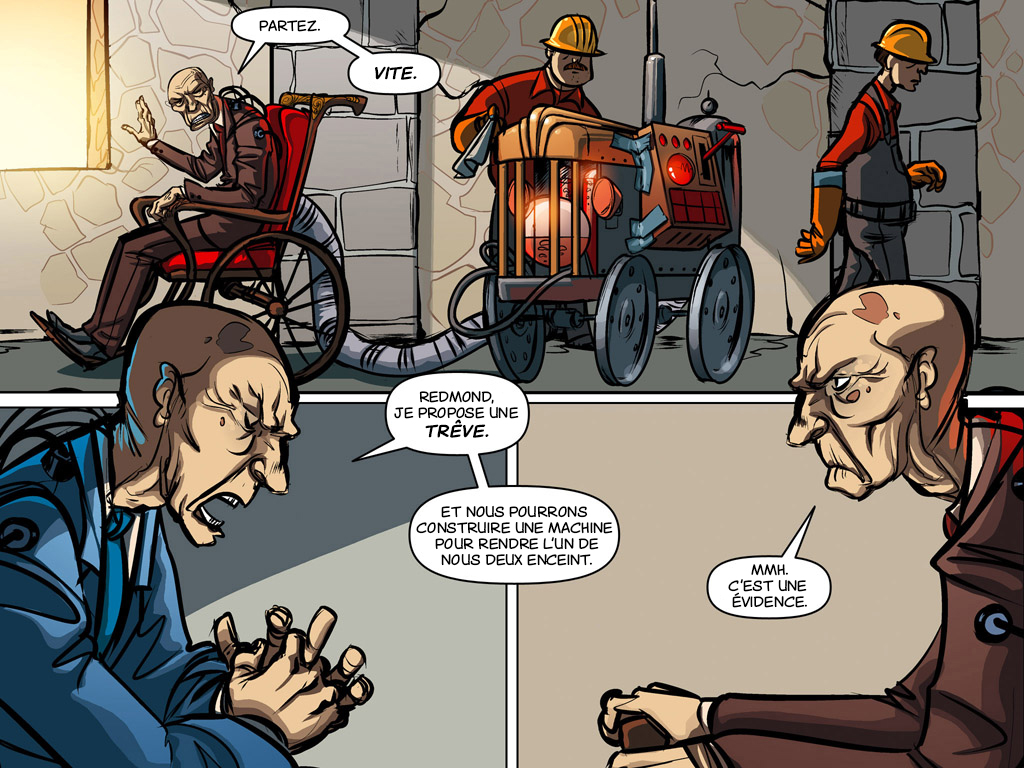 PARTEZ.
VITE.
REDMOND,
JE PROPOSE UNE
TRÊVE.
ET NOUS POURRONS
CONSTRUIRE UNE MACHINE
POUR RENDRE L'UN DE
NOUS DEUX ENCEINT.
MMH.
C'EST UNE
ÉVIDENCE.